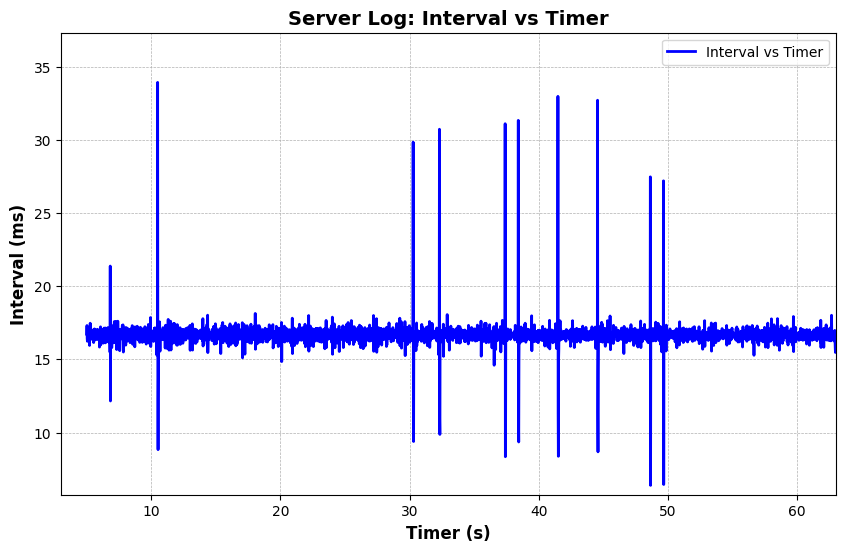 Server Log: Interval vs Timer
Interval vs Timer
35
30
25
20
15
10
Interval (ms)
10 20 30 40 50 60
Timer (s)